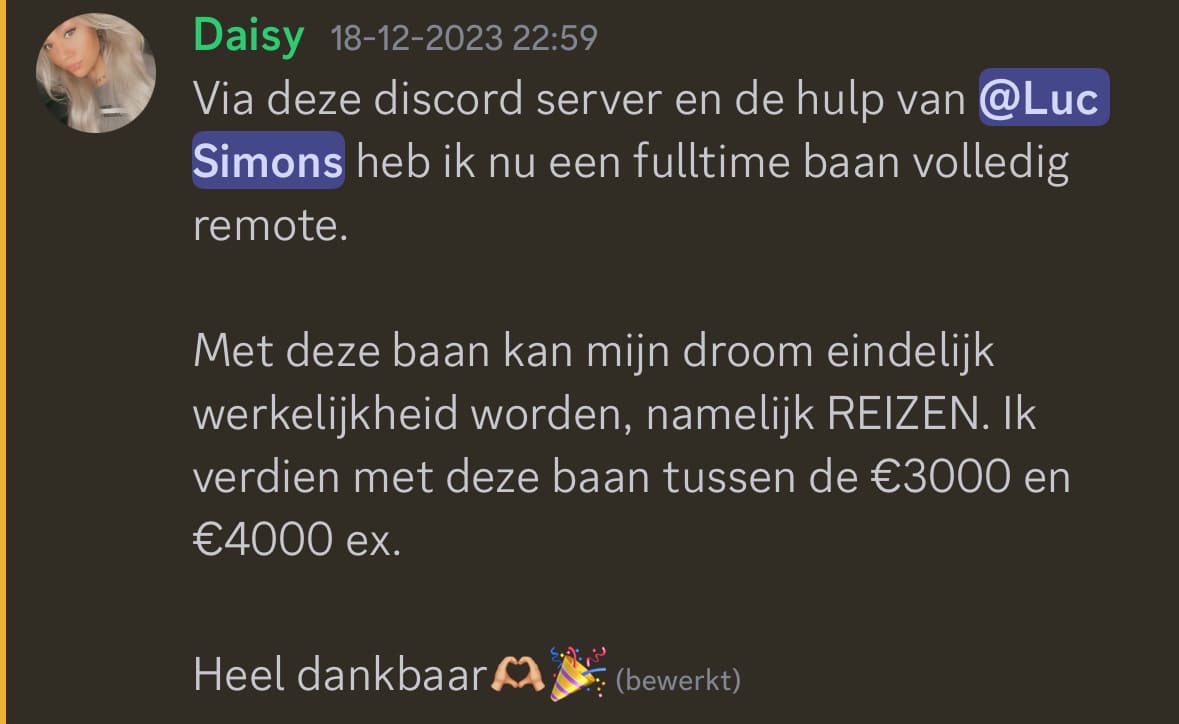 Daisy 18-12-2023 22:59
Via deze discord server en de hulp van @Luc
Simons heb ik nu een fulltime baan volledig
remote.
Met deze baan kan mijn droom eindelijk
werkelijkheid worden, namelijk REIZEN. Ik
verdien met deze baan tussen de €3000 en
€4000 ex.
Heel dankbaar🫶🏼🎉 (bewerkt)